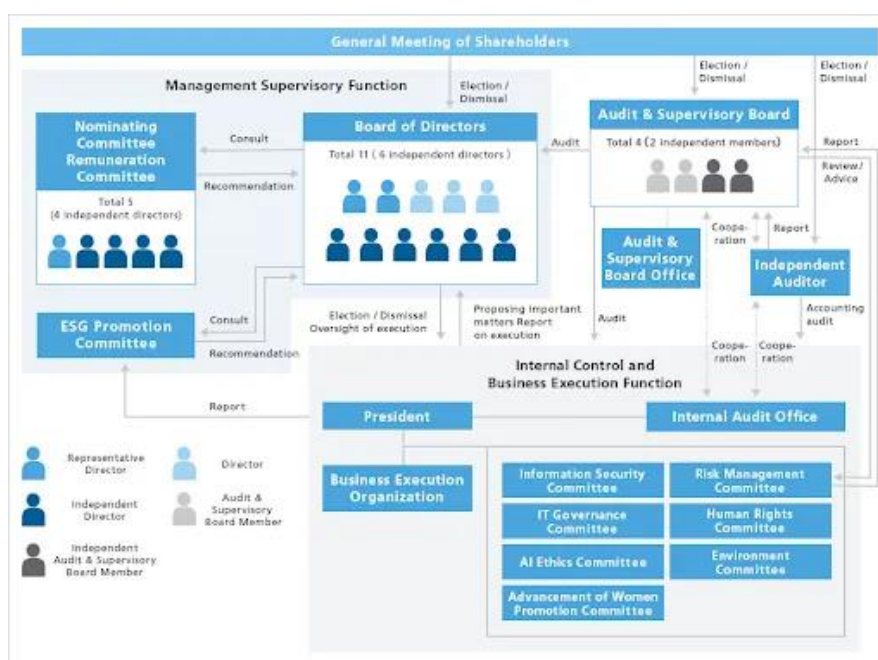 General Meeting of Shareholders
Election /
Dismissal
Election /
Dismissal
Election /
Dismissal
Management Supervisory Function
Nominating
Committee
Remuneration
Committee
Total 5
(4 independent directors)
Consult
Recommendation
Board of Directors
Total 11 ( 6 independent directors )
Audit
Audit & Supervisory Board
Total 4 (2 independent members)
Report
Review/
Advice
Coope-
ration
Report
Audit &
Supervisory
Board Office
Independent
Auditor
ESG Promotion
Committee
Consult
Recommendation
Election / Dismissal
Oversight of execution
Proposing important
matters Report
on execution
Audit
Accounting
audit
Coope-
ration
Coope-
ration
Internal Control and
Business Execution Function
Report
President
Internal Audit Office
Business Execution
Organization
Information Security
Committee
Risk Management
Committee
IT Governance
Committee
Human Rights
Committee
AI Ethics Committee
Environment
Committee
Advancement of Women
Promotion Committee
Representative
Director
Director
Independent
Director
Audit &
Supervisory
Board Member
Independent
Audit & Supervisory
Board Member